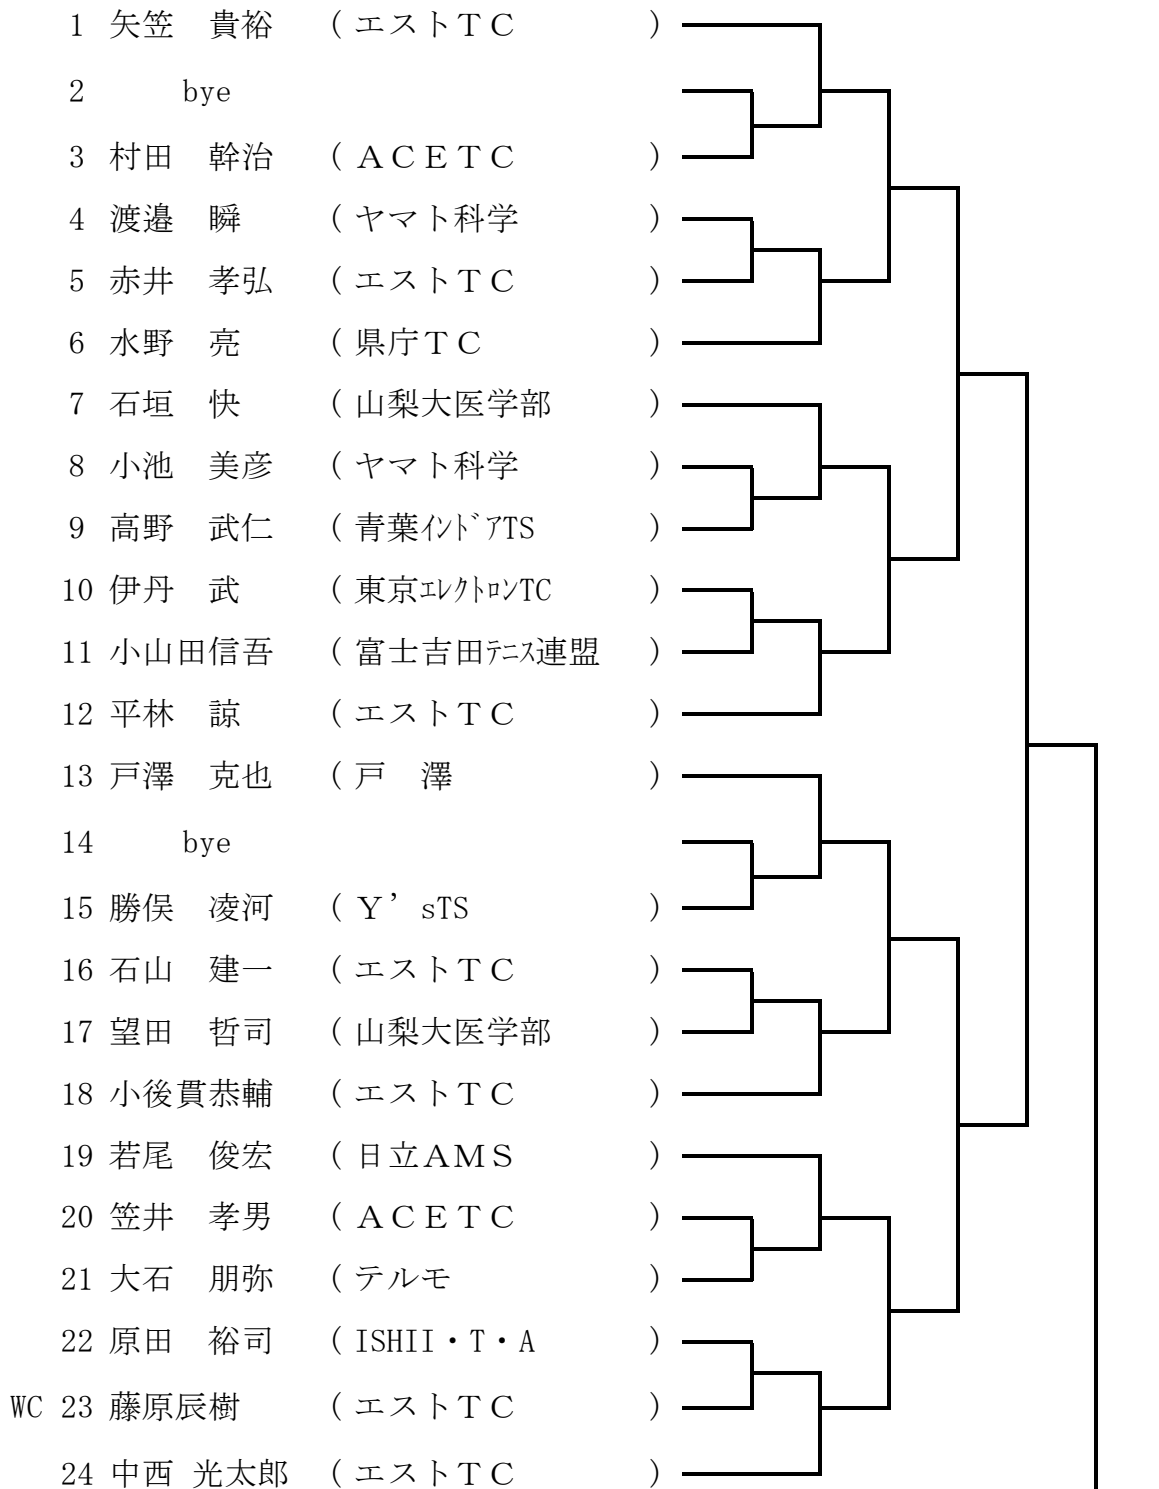 1 矢笠　貴裕 ( エストＴＣ )
2 bye
3 村田　幹治 ( ＡＣＥＴＣ )
4 渡邉　瞬 ( ヤマト科学 )
5 赤井　孝弘 ( エストＴＣ )
6 水野　亮 ( 県庁ＴＣ )
7 石垣　快 ( 山梨大医学部 )
8 小池　美彦 ( ヤマト科学 )
9 高野　武仁 ( 青葉ｲﾝﾄﾞｱTS )
10 伊丹　武 ( 東京ｴﾚｸﾄﾛﾝTC )
11 小山田信吾 ( 富士吉田ﾃﾆｽ連盟 )
12 平林　諒 ( エストＴＣ )
13 戸澤　克也 ( 戸　澤 )
14 bye
15 勝俣　凌河 ( Ｙ’sTS )
16 石山　建一 ( エストＴＣ )
17 望田　哲司 ( 山梨大医学部 )
18 小後貫恭輔 ( エストＴＣ )
19 若尾　俊宏 ( 日立ＡＭＳ )
20 笠井　孝男 ( ＡＣＥＴＣ )
21 大石　朋弥 ( テルモ )
22 原田　裕司 ( ISHII・T・A )
WC 23 藤原辰樹 ( エストＴＣ )
24 中西 光太郎 ( エストＴＣ )